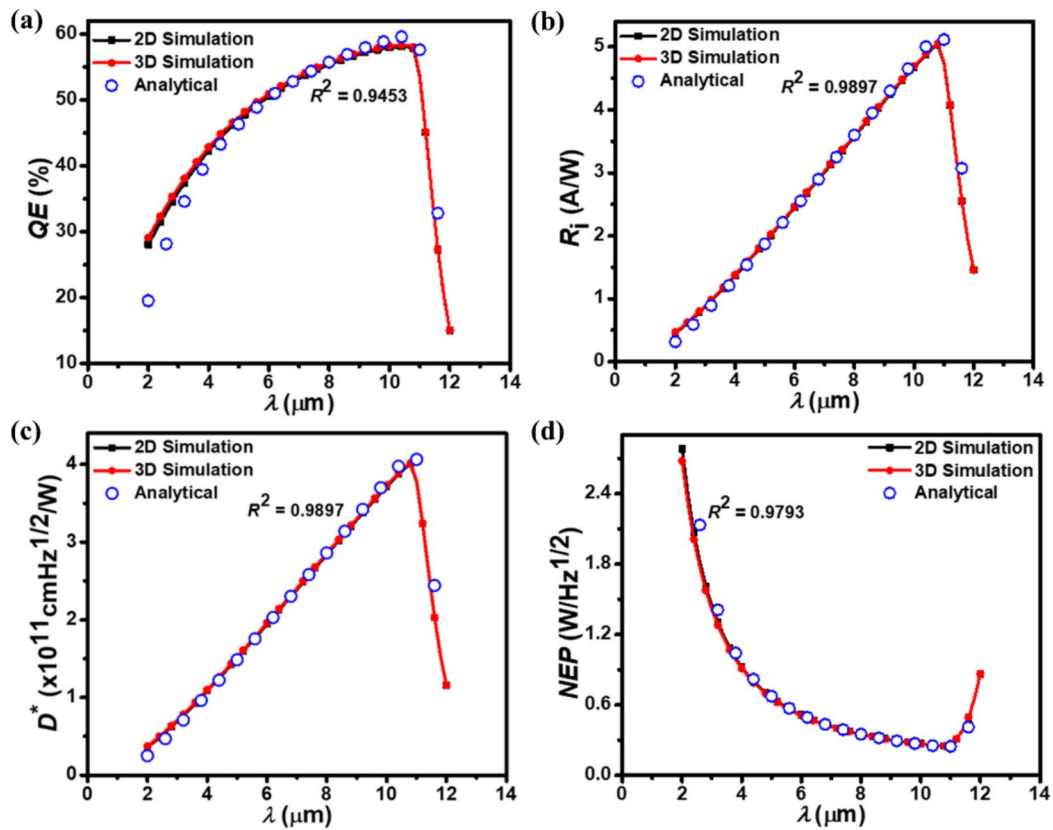 (a)
2D Simulation
3D Simulation
Analytical
R² = 0.9453
QE (%)
60
50
40
30
20
10
0 2 4 6 8 10 12 14
λ (μm)
(b)
2D Simulation
3D Simulation
Analytical
R² = 0.9897
Rᵢ (A/W)
5
4
3
2
1
0
0 2 4 6 8 10 12 14
λ (μm)
(c)
2D Simulation
3D Simulation
Analytical
R² = 0.9897
D* (x10¹¹cmHz¹/²/W)
4
3
2
1
0
0 2 4 6 8 10 12 14
λ (μm)
(d)
2D Simulation
3D Simulation
Analytical
R² = 0.9793
NEP (W/Hz¹/²)
2.4
1.8
1.2
0.6
0.0
0 2 4 6 8 10 12 14
λ (μm)